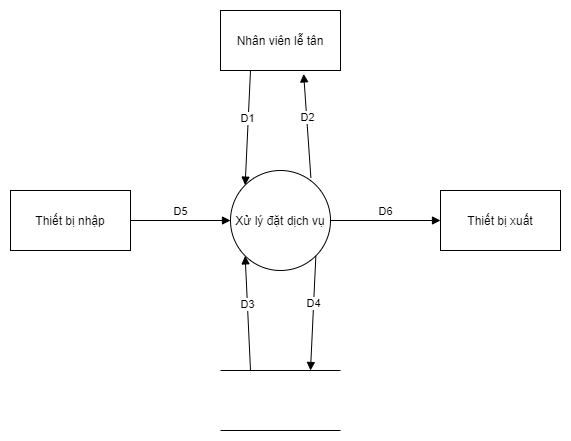 Nhân viên lễ tân
D1
D2
Thiết bị nhập
D5
Xử lý đặt dịch vụ
D6
Thiết bị xuất
D3
D4